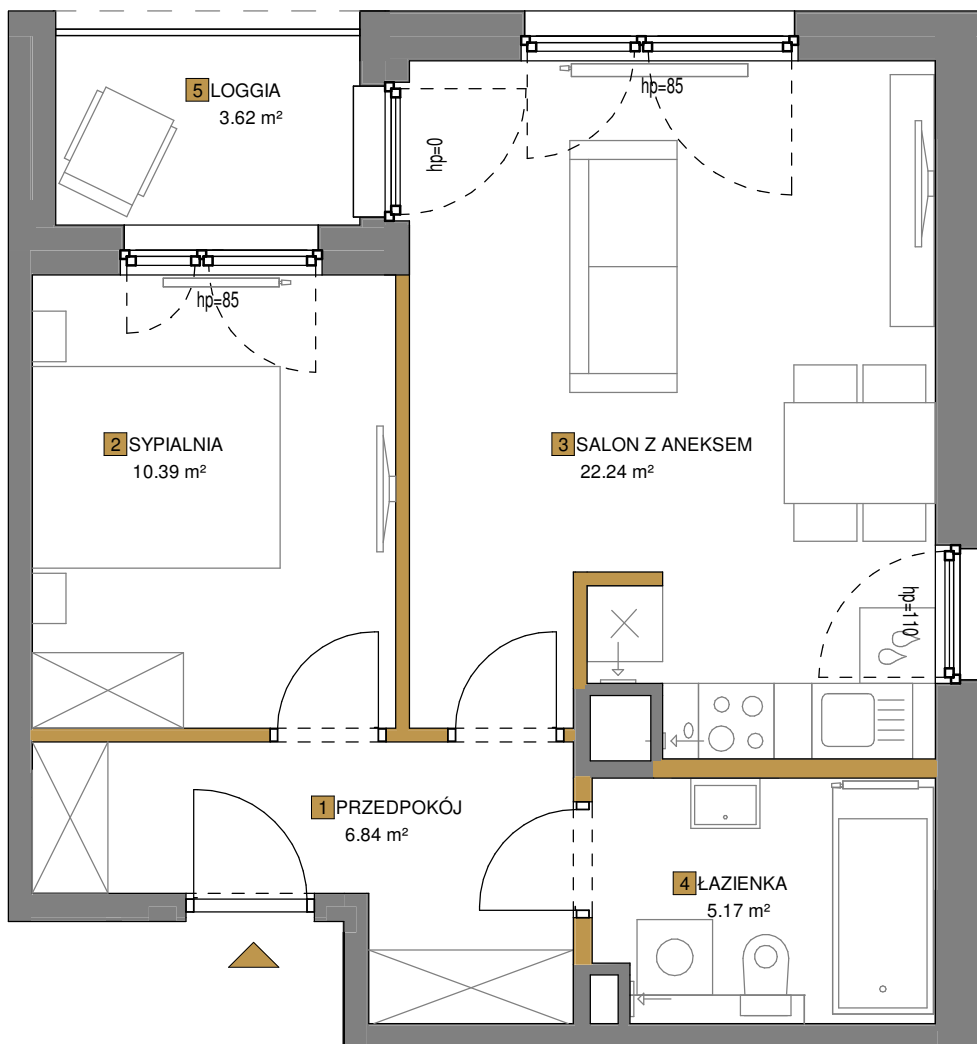 5 LOGGIA
3.62 m²
hp=0
hp=85
hp=85
2 SYPIALNIA
10.39 m²
3 SALON Z ANEKSEM
22.24 m²
hp=110
1 PRZEDPOKÓJ
6.84 m²
4 ŁAZIENKA
5.17 m²